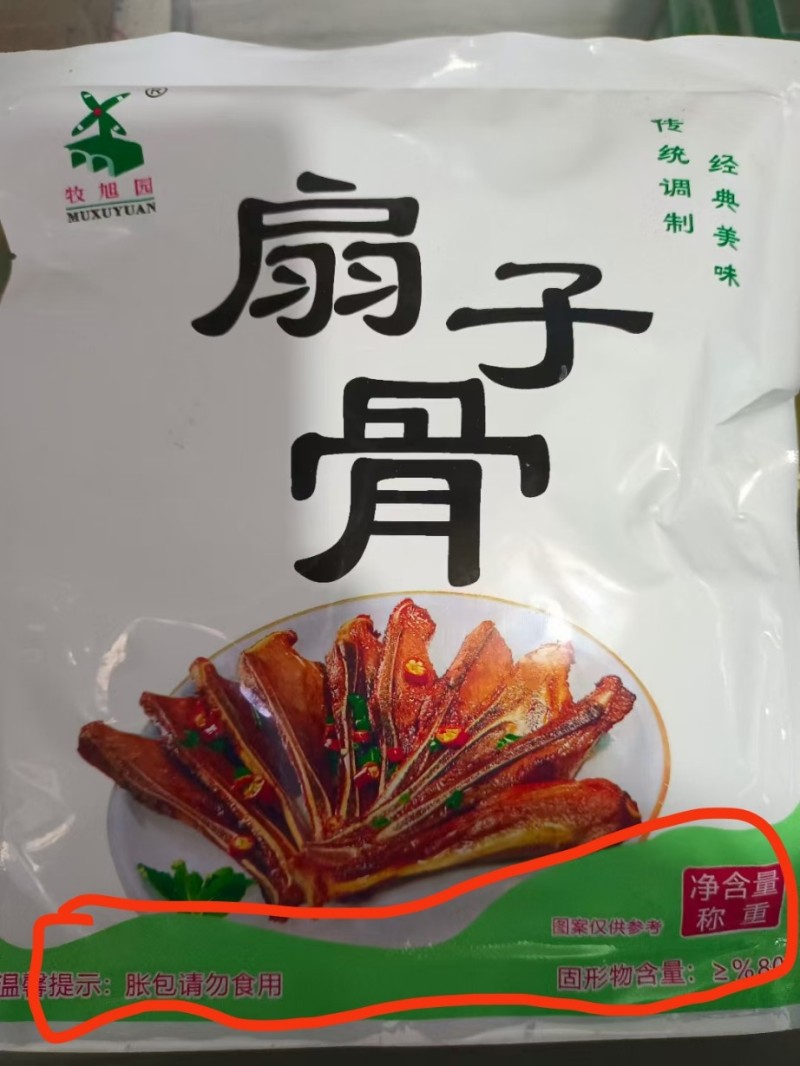 ®
牧旭园
MUXUYUAN
经典美味
传统调制
扇子骨
净含量
称重
图案仅供参考
温馨提示：胀包请勿食用
固形物含量：≥%80